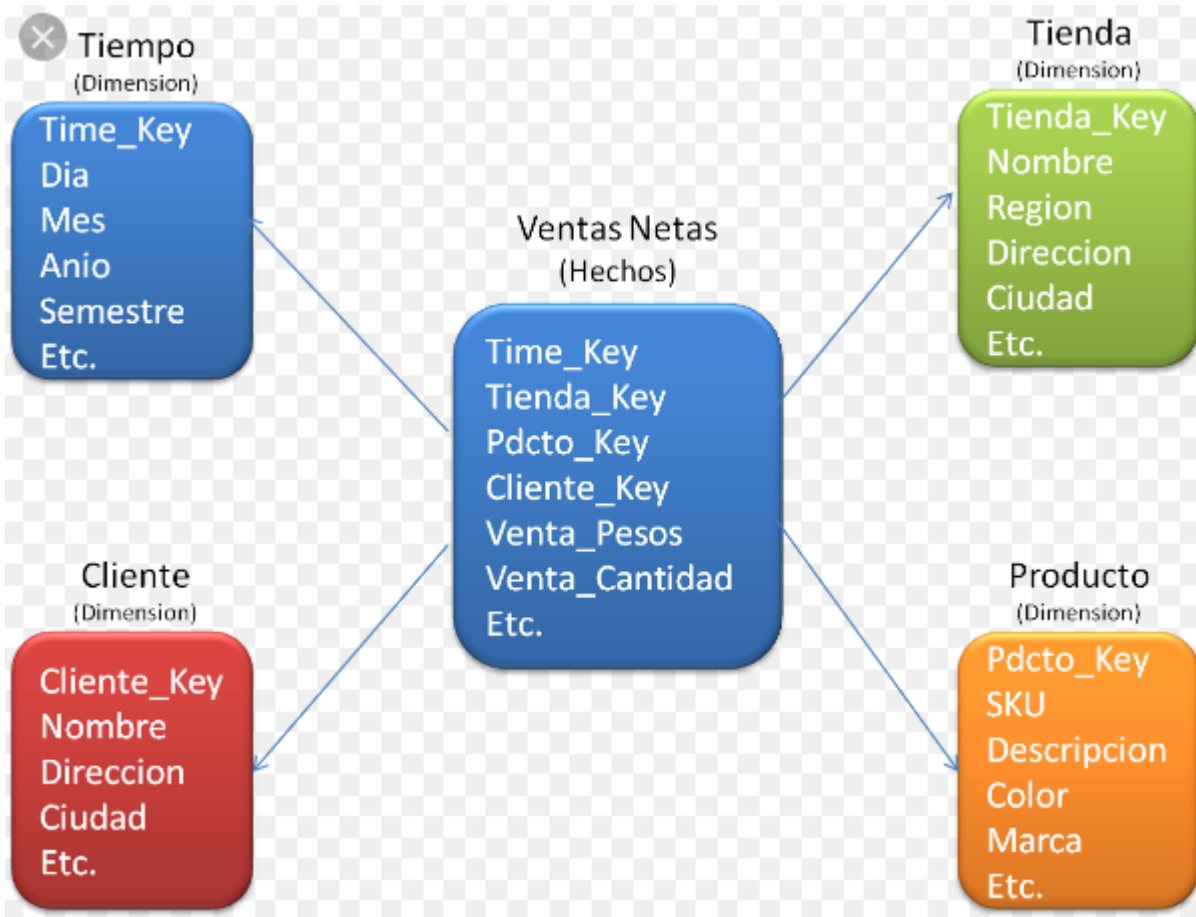 Tiempo
(Dimension)
Time_Key
Dia
Mes
Anio
Semestre
Etc.
Tienda
(Dimension)
Tienda_Key
Nombre
Region
Direccion
Ciudad
Etc.
Ventas Netas
(Hechos)
Time_Key
Tienda_Key
Pdcto_Key
Cliente_Key
Venta_Pesos
Venta_Cantidad
Etc.
Cliente
(Dimension)
Cliente_Key
Nombre
Direccion
Ciudad
Etc.
Producto
(Dimension)
Pdcto_Key
SKU
Descripcion
Color
Marca
Etc.